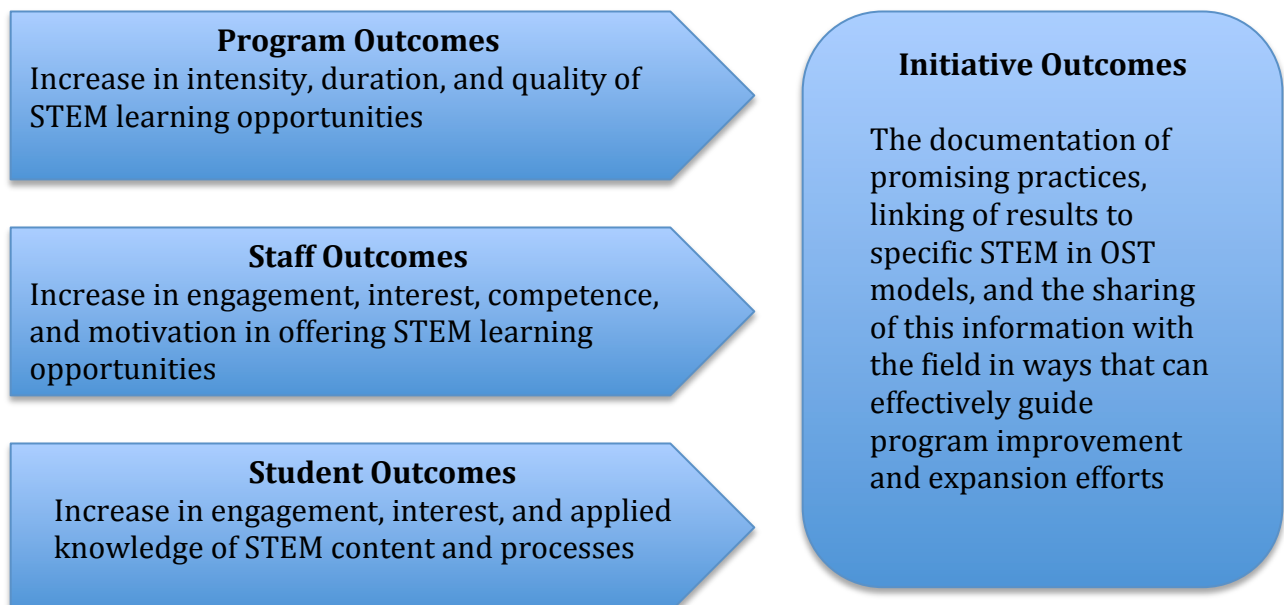 Program Outcomes
Increase in intensity, duration, and quality of
STEM learning opportunities
Staff Outcomes
Increase in engagement, interest, competence,
and motivation in offering STEM learning
opportunities
Student Outcomes
Increase in engagement, interest, and applied
knowledge of STEM content and processes
Initiative Outcomes
The documentation of
promising practices,
linking of results to
specific STEM in OST
models, and the sharing
of this information with
the field in ways that can
effectively guide
program improvement
and expansion efforts